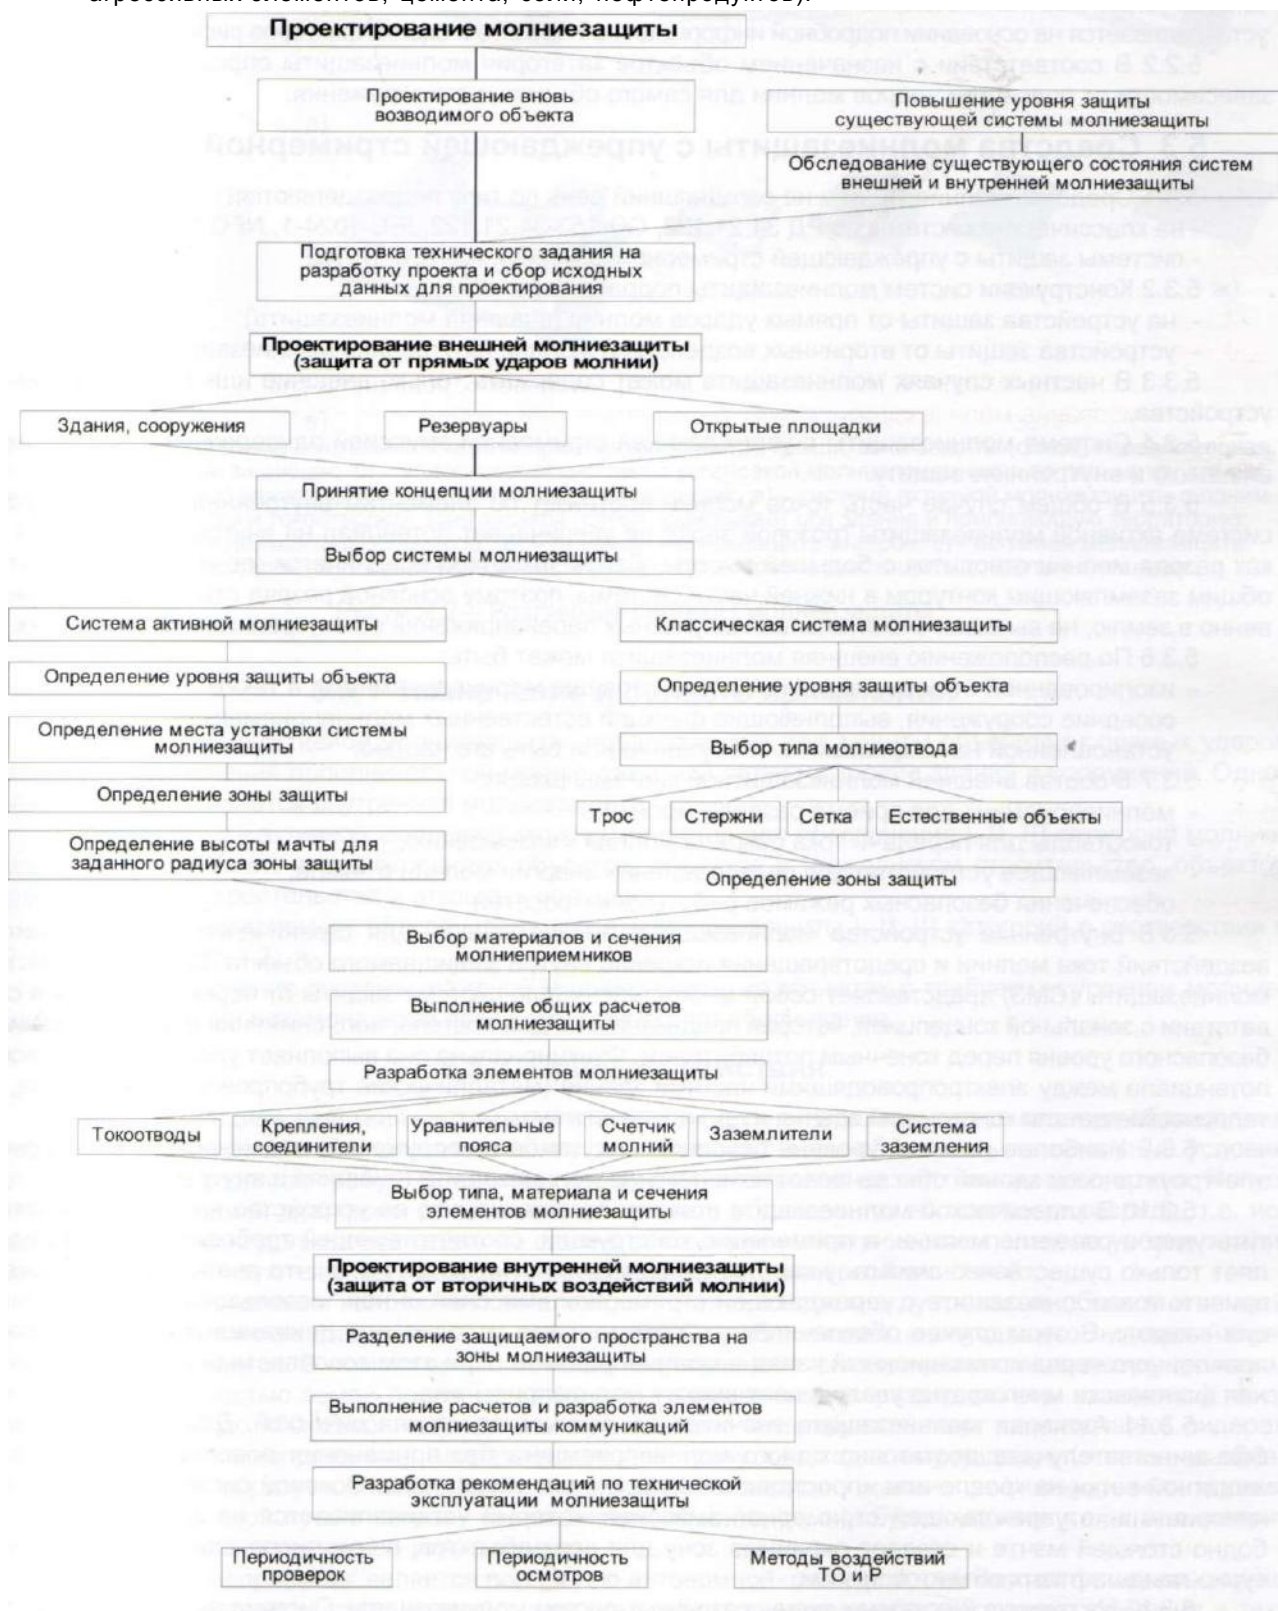 Проектирование молниезащиты
Проектирование вновь
возводимого объекта
Повышение уровня защиты
существующей системы молниезащиты
Обследование существующего состояния систем
внешней и внутренней молниезащиты
Подготовка технического задания на
разработку проекта и сбор исходных
данных для проектирования
Проектирование внешней молниезащиты
(защита от прямых ударов молнии)
Здания, сооружения
Резервуары
Открытые площадки
Принятие концепции молниезащиты
Выбор системы молниезащиты
Система активной молниезащиты
Классическая система молниезащиты
Определение уровня защиты объекта
Определение уровня защиты объекта
Определение места установки системы
молниезащиты
Выбор типа молниеотвода
Определение зоны защиты
Трос
Стержни
Сетка
Естественные объекты
Определение высоты мачты для
заданного радиуса зоны защиты
Определение зоны защиты
Выбор материалов и сечения
молниеприемников
Выполнение общих расчетов
молниезащиты
Разработка элементов молниезащиты
Токоотводы
Крепления,
соединители
Уравнительные
пояса
Счетчик
молний
Заземлители
Система
заземления
Выбор типа, материала и сечения
элементов молниезащиты
Проектирование внутренней молниезащиты
(защита от вторичных воздействий молнии)
Разделение защищаемого пространства на
зоны молниезащиты
Выполнение расчетов и разработка элементов
молниезащиты коммуникаций
Разработка рекомендаций по технической
эксплуатации молниезащиты
Периодичность
проверок
Периодичность
осмотров
Методы воздействий
ТО и Р